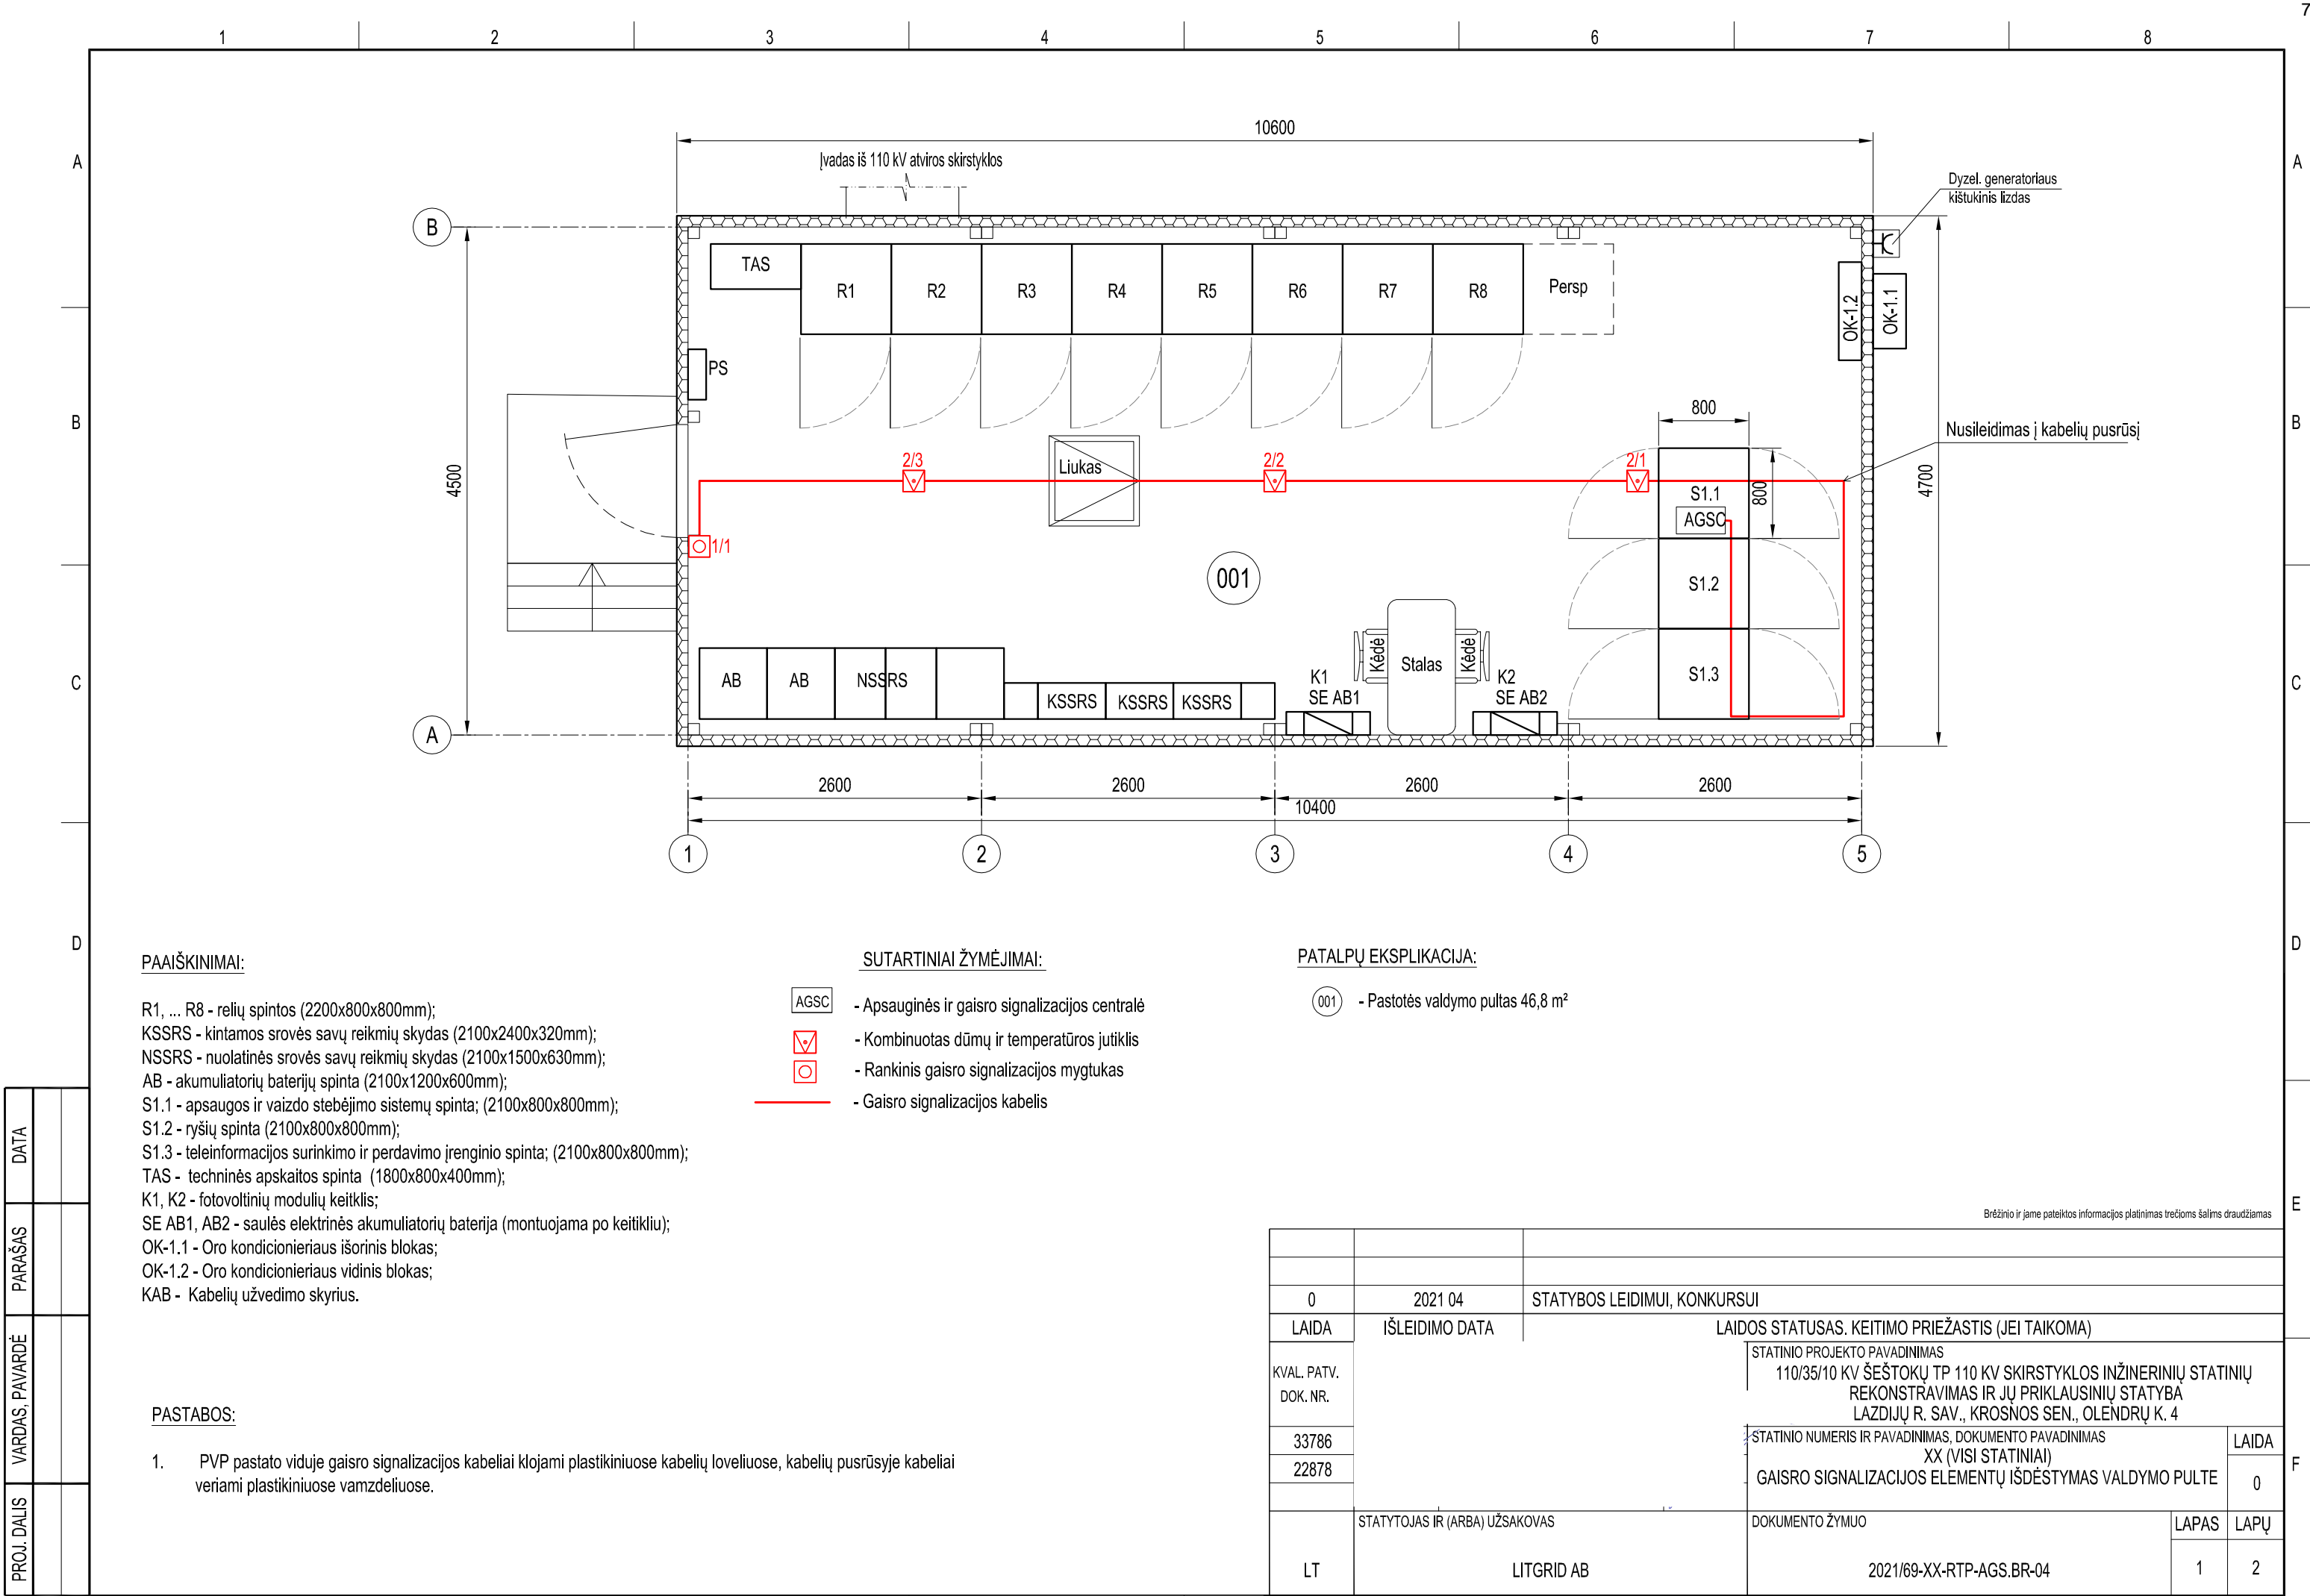 7
1 2 3 4 5 6 7 8
A A
B B
C C
D D
E
F
10600
Įvadas iš 110 kV atviros skirstyklos
Dyzel. generatoriaus
kištukinis lizdas
B
TAS
R1 R2 R3 R4 R5 R6 R7 R8 Persp
OK-1.2
OK-1.1
PS
800
Nusileidimas į kabelių pusrūsį
4500
4700
2/3 Liukas 2/2 2/1
S1.1
800
AGSC
1/1
001
S1.2
S1.3
AB AB NSSRS
KSSRS KSSRS KSSRS
K1
SE AB1
Kėdė
Stalas
Kėdė
K2
SE AB2
A
2600 2600 2600 2600
10400
1 2 3 4 5
PAAIŠKINIMAI:
R1, ... R8 - relių spintos (2200x800x800mm);
KSSRS - kintamos srovės savų reikmių skydas (2100x2400x320mm);
NSSRS - nuolatinės srovės savų reikmių skydas (2100x1500x630mm);
AB - akumuliatorių baterijų spinta (2100x1200x600mm);
S1.1 - apsaugos ir vaizdo stebėjimo sistemų spinta; (2100x800x800mm);
S1.2 - ryšių spinta (2100x800x800mm);
S1.3 - teleinformacijos surinkimo ir perdavimo įrenginio spinta; (2100x800x800mm);
TAS - techninės apskaitos spinta (1800x800x400mm);
K1, K2 - fotovoltinių modulių keitklis;
SE AB1, AB2 - saulės elektrinės akumuliatorių baterija (montuojama po keitikliu);
OK-1.1 - Oro kondicionieriaus išorinis blokas;
OK-1.2 - Oro kondicionieriaus vidinis blokas;
KAB - Kabelių užvedimo skyrius.
SUTARTINIAI ŽYMĖJIMAI:
AGSC - Apsauginės ir gaisro signalizacijos centralė
- Kombinuotas dūmų ir temperatūros jutiklis
- Rankinis gaisro signalizacijos mygtukas
- Gaisro signalizacijos kabelis
PATALPŲ EKSPLIKACIJA:
001 - Pastotės valdymo pultas 46,8 m²
PASTABOS:
1. PVP pastato viduje gaisro signalizacijos kabeliai klojami plastikiniuose kabelių loveliuose, kabelių pusrūsyje kabeliai
veriami plastikiniuose vamzdeliuose.
DATA
PARAŠAS
VARDAS, PAVARDĖ
PROJ. DALIS
Brėžinio ir jame pateiktos informacijos platinimas trečioms šalims draudžiamas
0 2021 04 STATYBOS LEIDIMUI, KONKURSUI
LAIDA IŠLEIDIMO DATA LAIDOS STATUSAS. KEITIMO PRIEŽASTIS (JEI TAIKOMA)
KVAL. PATV.
DOK. NR.
STATINIO PROJEKTO PAVADINIMAS
110/35/10 KV ŠEŠTOKŲ TP 110 KV SKIRSTYKLOS INŽINERINIŲ STATINIŲ
REKONSTRAVIMAS IR JŲ PRIKLAUSINIŲ STATYBA
LAZDIJŲ R. SAV., KROSNOS SEN., OLENDRŲ K. 4
33786
22878
STATINIO NUMERIS IR PAVADINIMAS, DOKUMENTO PAVADINIMAS
XX (VISI STATINIAI)
GAISRO SIGNALIZACIJOS ELEMENTŲ IŠDĖSTYMAS VALDYMO PULTE
LAIDA
0
STATYTOJAS IR (ARBA) UŽSAKOVAS
DOKUMENTO ŽYMUO
LAPAS LAPŲ
LT LITGRID AB 2021/69-XX-RTP-AGS.BR-04 1 2